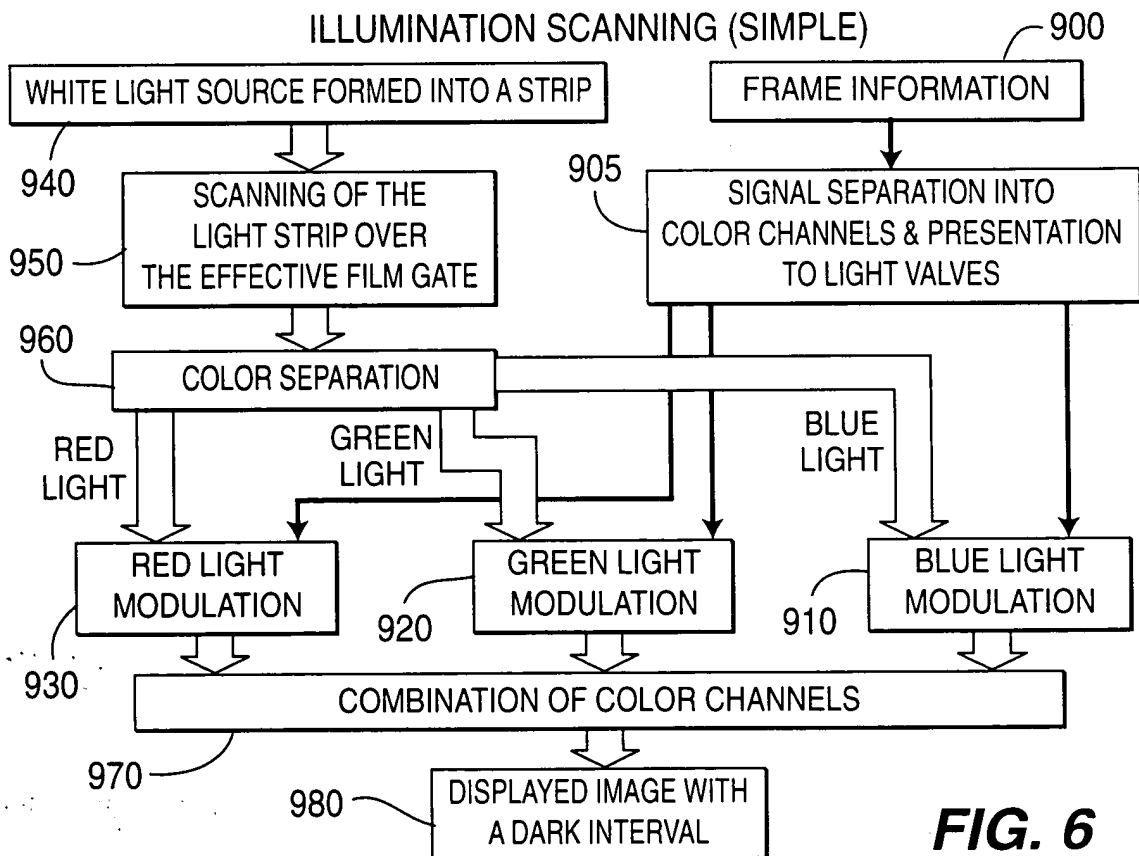 ILLUMINATION SCANNING (SIMPLE)
900
WHITE LIGHT SOURCE FORMED INTO A STRIP
FRAME INFORMATION
940
905
SCANNING OF THE
LIGHT STRIP OVER
THE EFFECTIVE FILM GATE
950
SIGNAL SEPARATION INTO
COLOR CHANNELS & PRESENTATION
TO LIGHT VALVES
960
COLOR SEPARATION
RED
LIGHT
GREEN
LIGHT
BLUE
LIGHT
RED LIGHT
MODULATION
GREEN LIGHT
MODULATION
BLUE LIGHT
MODULATION
930
920
910
COMBINATION OF COLOR CHANNELS
970
980
DISPLAYED IMAGE WITH
A DARK INTERVAL
FIG. 6